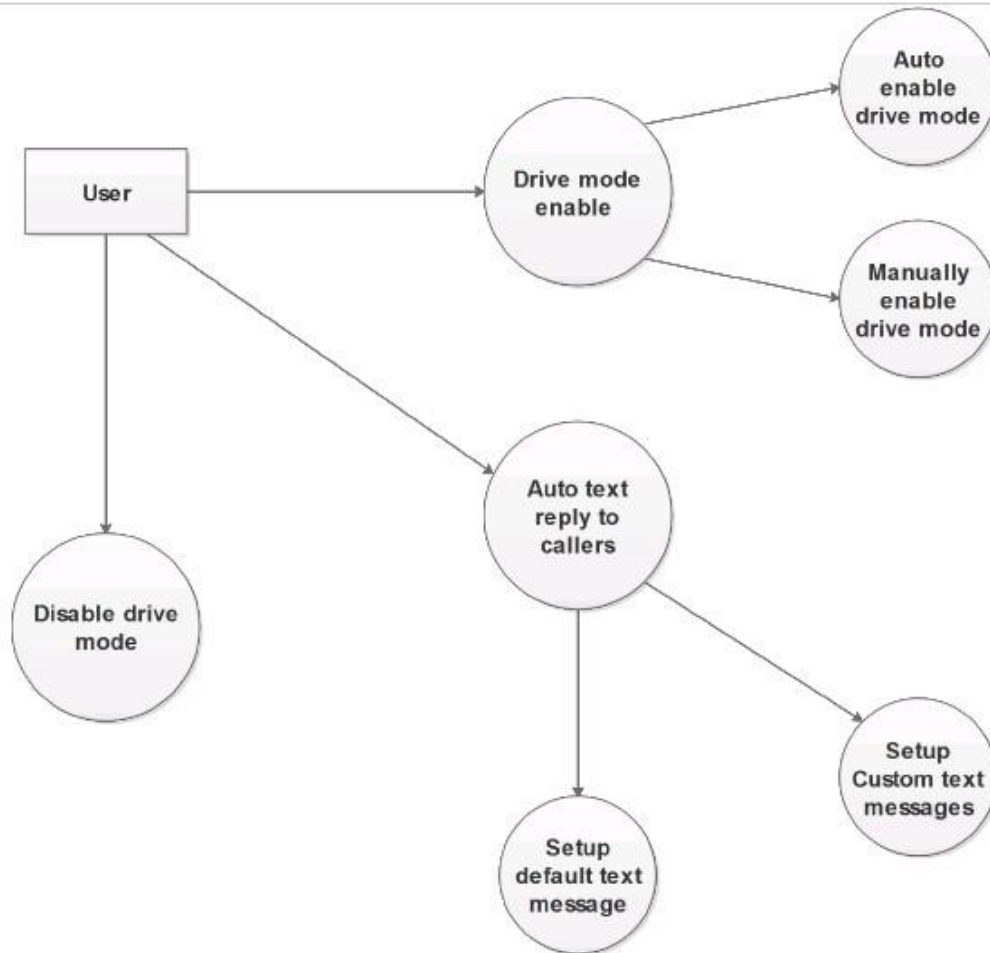 Auto
enable
drive mode
User
Drive mode
enable
Manually
enable
drive mode
Auto text
reply to
callers
Disable drive
mode
Setup
Custom text
messages
Setup
default text
message